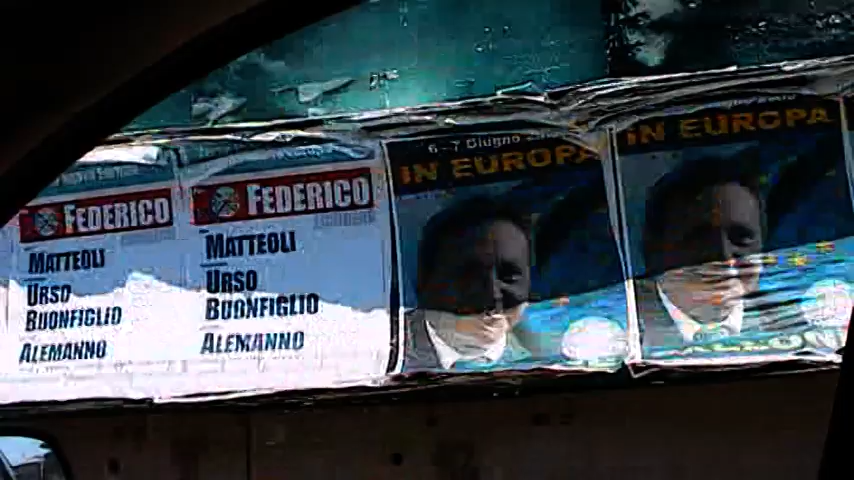 FEDERICO
MATTEOLI
URSO
BUONFIGLIO
ALEMANNO
FEDERICO
MATTEOLI
URSO
BUONFIGLIO
ALEMANNO
6-7 Giugno
IN EUROPA
IN EUROPA